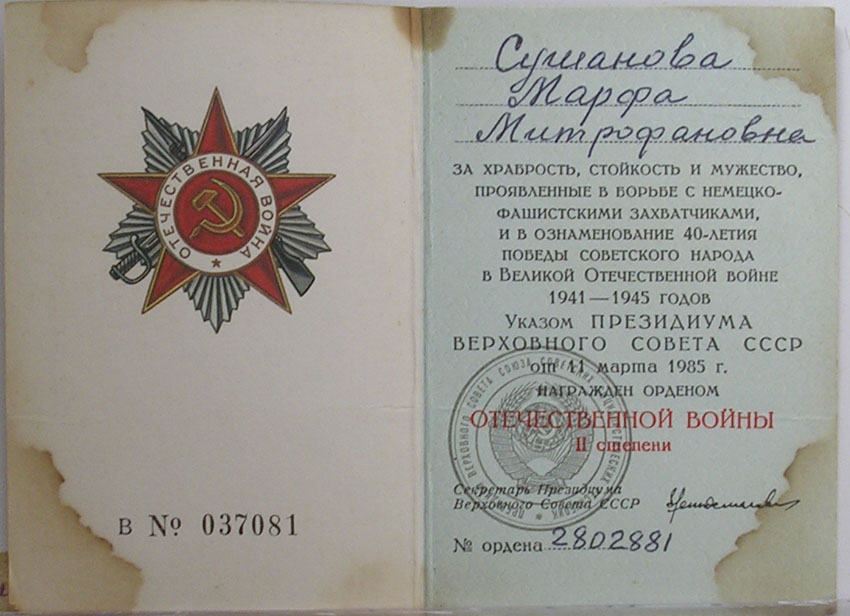 ОТЕЧЕСТВЕННАЯ ВОЙНА
В № 037081
Суманова
Марфа
Митрофановна
ЗА ХРАБРОСТЬ, СТОЙКОСТЬ И МУЖЕСТВО,
ПРОЯВЛЕННЫЕ В БОРЬБЕ С НЕМЕЦКО-
ФАШИСТСКИМИ ЗАХВАТЧИКАМИ,
И В ОЗНАМЕНОВАНИЕ 40-ЛЕТИЯ
ПОБЕДЫ СОВЕТСКОГО НАРОДА
В ВЕЛИКОЙ ОТЕЧЕСТВЕННОЙ ВОЙНЕ
1941—1945 ГОДОВ
УКАЗОМ ПРЕЗИДИУМА
ВЕРХОВНОГО СОВЕТА СССР
от 11 марта 1985 г.
НАГРАЖДЕН ОРДЕНОМ
ОТЕЧЕСТВЕННОЙ ВОЙНЫ
II степени
Секретарь Президиума
Верховного Совета СССР
№ ордена 2802881